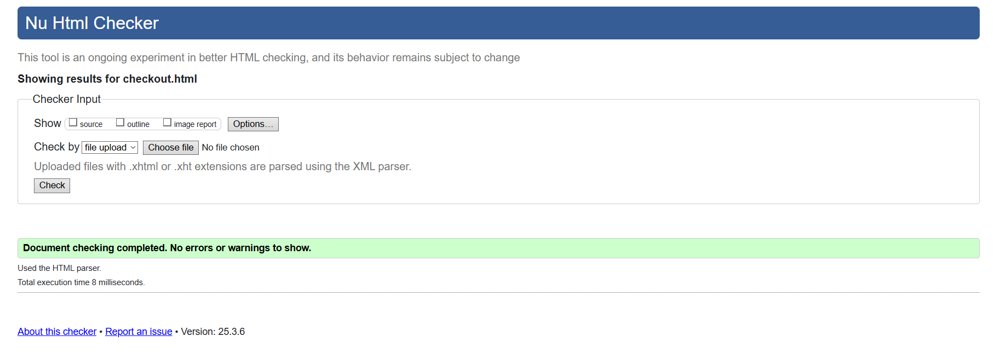 Nu Html Checker
This tool is an ongoing experiment in better HTML checking, and its behavior remains subject to change
Showing results for checkout.html
Checker Input
Show source outline image report Options…
Check by file upload Choose file No file chosen
Uploaded files with .xhtml or .xht extensions are parsed using the XML parser.
Check
Document checking completed. No errors or warnings to show.
Used the HTML parser.
Total execution time 8 milliseconds.
About this checker • Report an issue • Version: 25.3.6